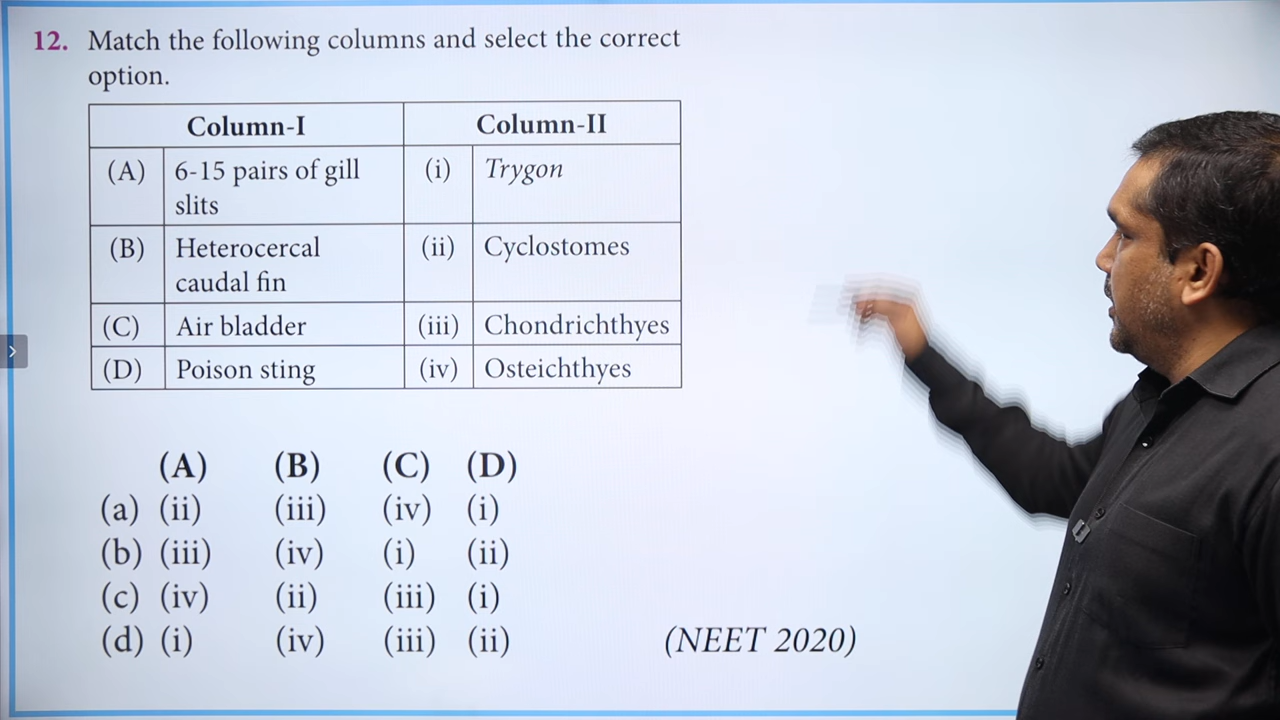 12. Match the following columns and select the correct
option.
Column-I Column-II
(A) 6-15 pairs of gill slits (i) Trygon
(B) Heterocercal caudal fin (ii) Cyclostomes
(C) Air bladder (iii) Chondrichthyes
(D) Poison sting (iv) Osteichthyes
(A) (B) (C) (D)
(a) (ii) (iii) (iv) (i)
(b) (iii) (iv) (i) (ii)
(c) (iv) (ii) (iii) (i)
(d) (i) (iv) (iii) (ii) (NEET 2020)